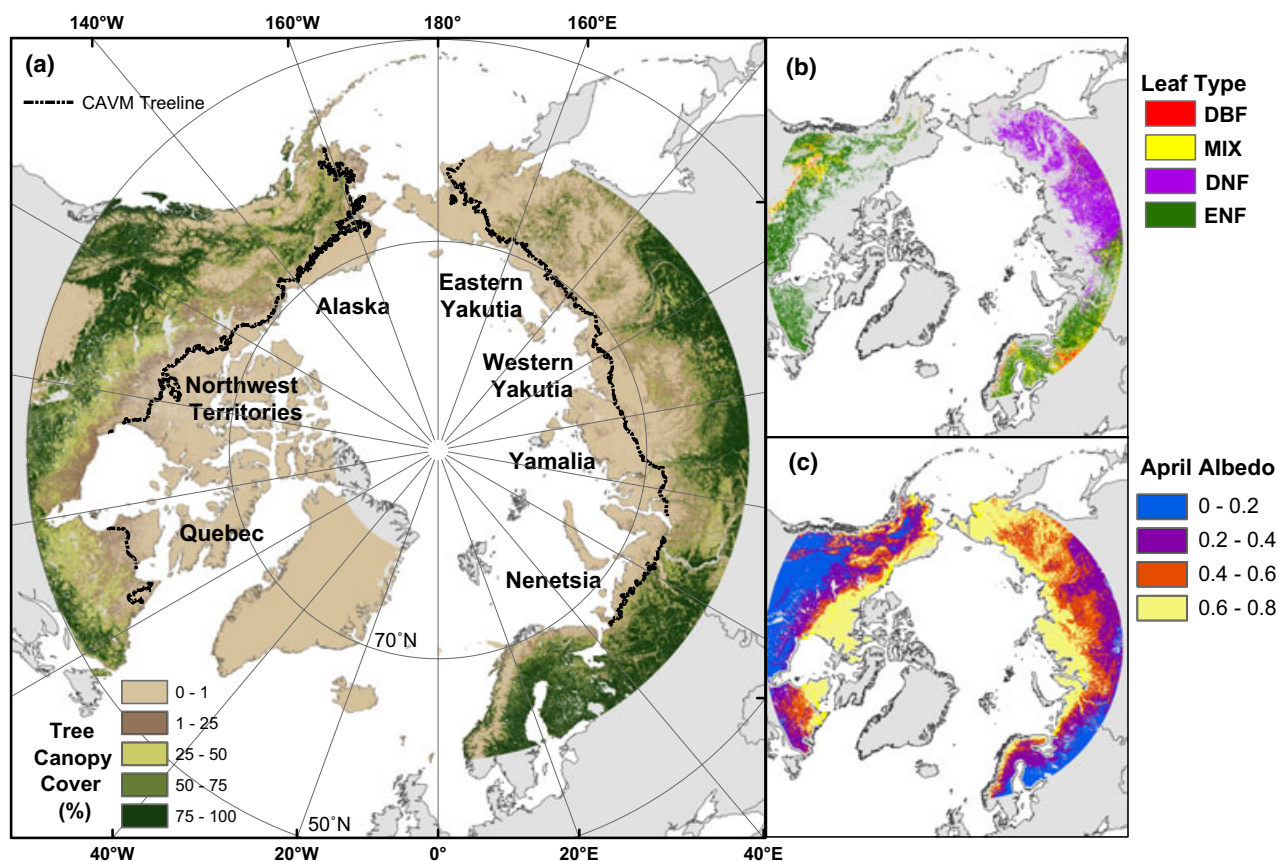 140°W 160°W 180° 160°E
(a)
CAVM Treeline
Alaska
Eastern
Yakutia
Western
Yakutia
Northwest
Territories
Yamalia
Quebec
Nenetsia
70°N
50°N
Tree
Canopy
Cover
(%)
0 - 1
1 - 25
25 - 50
50 - 75
75 - 100
40°W 20°W 0° 20°E 40°E
(b)
Leaf Type
DBF
MIX
DNF
ENF
(c)
April Albedo
0 - 0.2
0.2 - 0.4
0.4 - 0.6
0.6 - 0.8